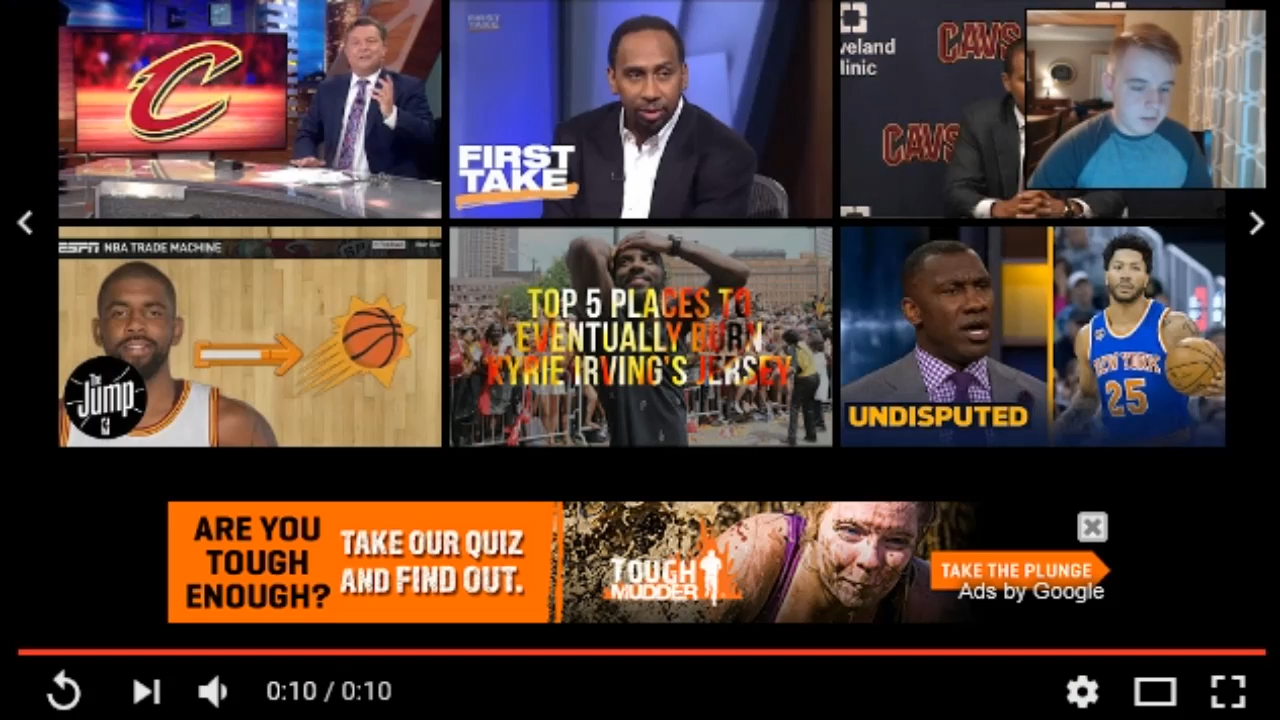 FIRST
TAKE
FIRST
TAKE
veland
linic
CAVS
CAVS
ESPN NBA TRADE MACHINE
The
Jump
TOP 5 PLACES TO
EVENTUALLY BURN
KYRIE IRVING'S JERSEY
NEW YORK
25
UNDISPUTED
ARE YOU
TOUGH
ENOUGH?
TAKE OUR QUIZ
AND FIND OUT.
TOUGH
MUDDER
TAKE THE PLUNGE
Ads by Google
0:10 / 0:10